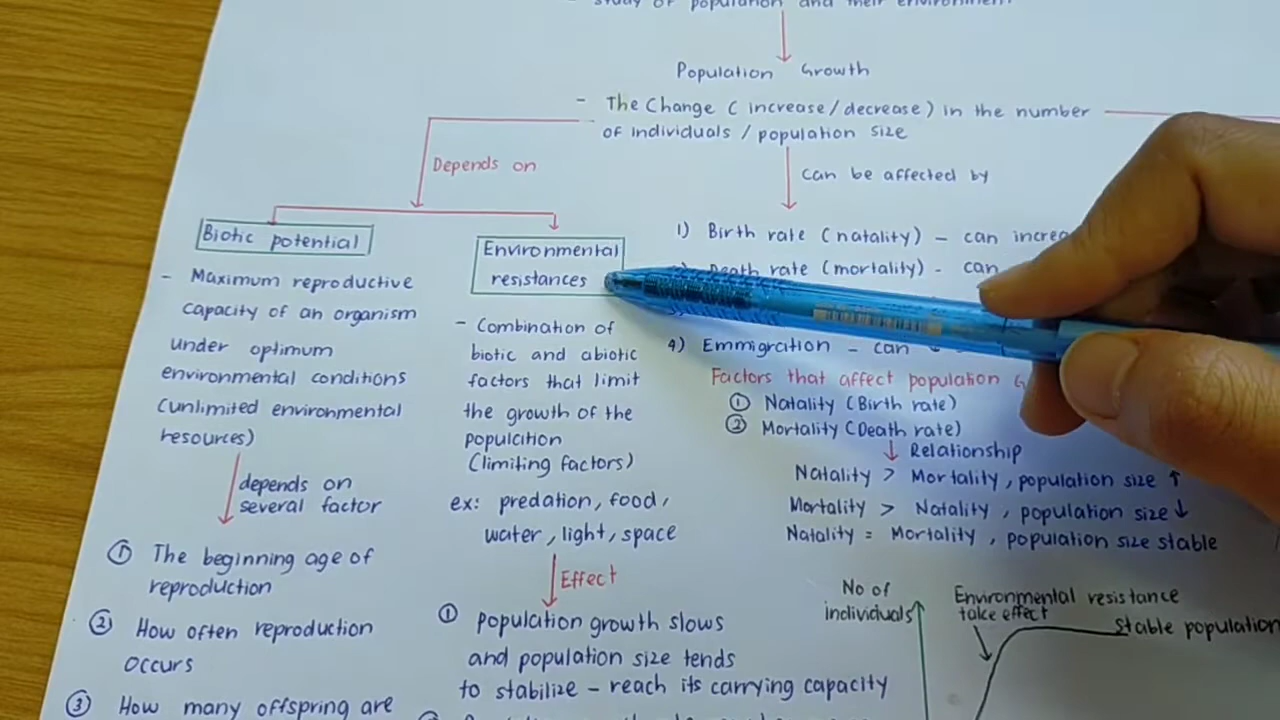 study of population and their environment
Population Growth
- The Change (increase/decrease) in the number
of individuals / population size
Depends on
can be affected by
Biotic potential
- Maximum reproductive
capacity of an organism
under optimum
environmental conditions
(unlimited environmental
resources)
depends on
several factor
① The beginning age of
reproduction
② How often reproduction
occurs
③ How many offspring are
Environmental
resistances
- Combination of
biotic and abiotic
factors that limit
the growth of the
population
(limiting factors)
ex: predation, food,
water, light, space
Effect
① population growth slows
and population size tends
to stabilize - reach its carrying capacity
1) Birth rate (natality) - can
Death rate (mortality) - can
4) Emmigration - can ↓
Factors that affect population
① Natality (Birth rate)
② Mortality (Death rate)
↓ Relationship
Natality > Mortality, population size ↑
Mortality > Natality, population size ↓
Natality = Mortality, population size stable
No of
individuals
Environmental resistance
take effect
stable population